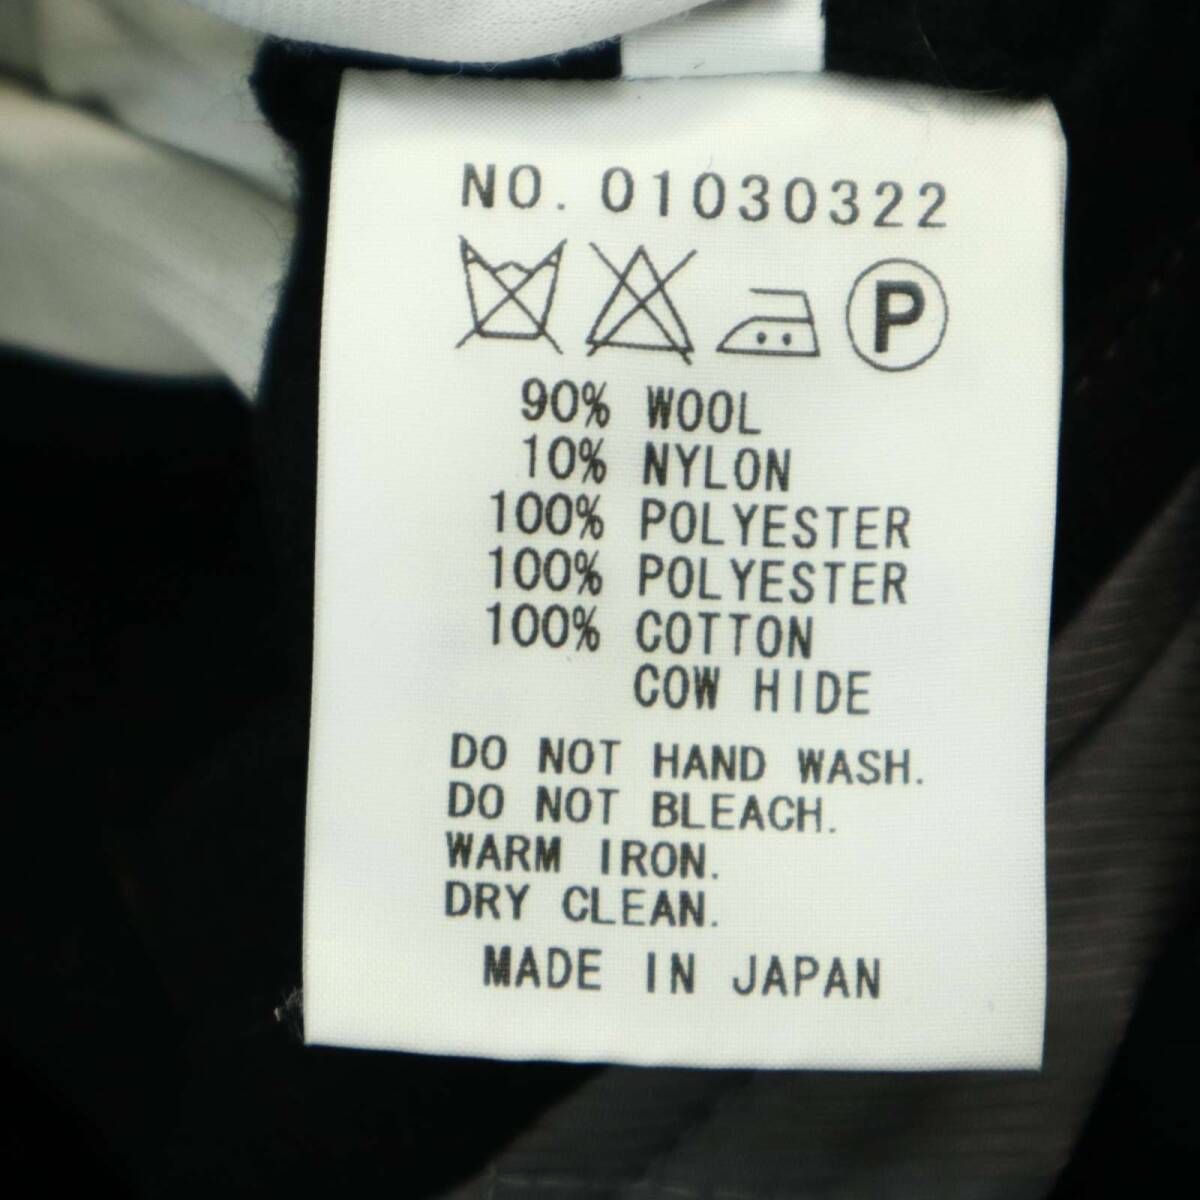 NO. 01030322
P
90% WOOL
10% NYLON
100% POLYESTER
100% POLYESTER
100% COTTON
COW HIDE
DO NOT HAND WASH.
DO NOT BLEACH.
WARM IRON.
DRY CLEAN.
MADE IN JAPAN